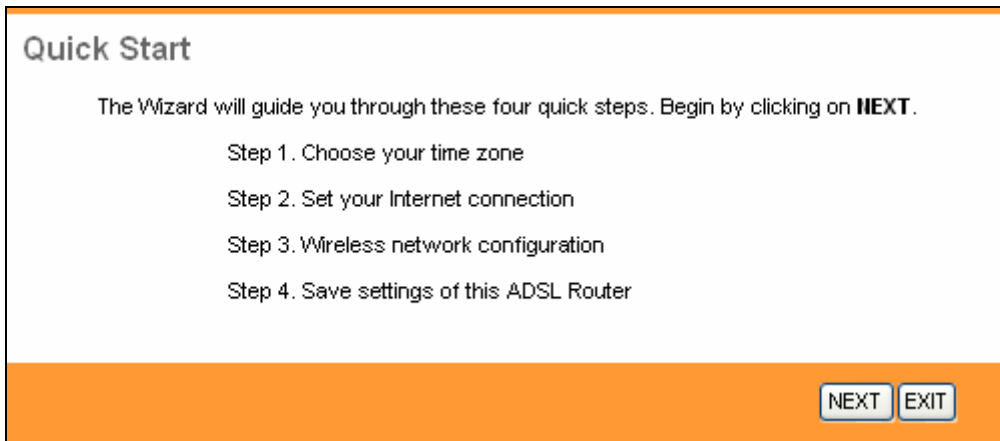 Quick Start
The Wizard will guide you through these four quick steps. Begin by clicking on NEXT.
Step 1. Choose your time zone
Step 2. Set your Internet connection
Step 3. Wireless network configuration
Step 4. Save settings of this ADSL Router
NEXT EXIT